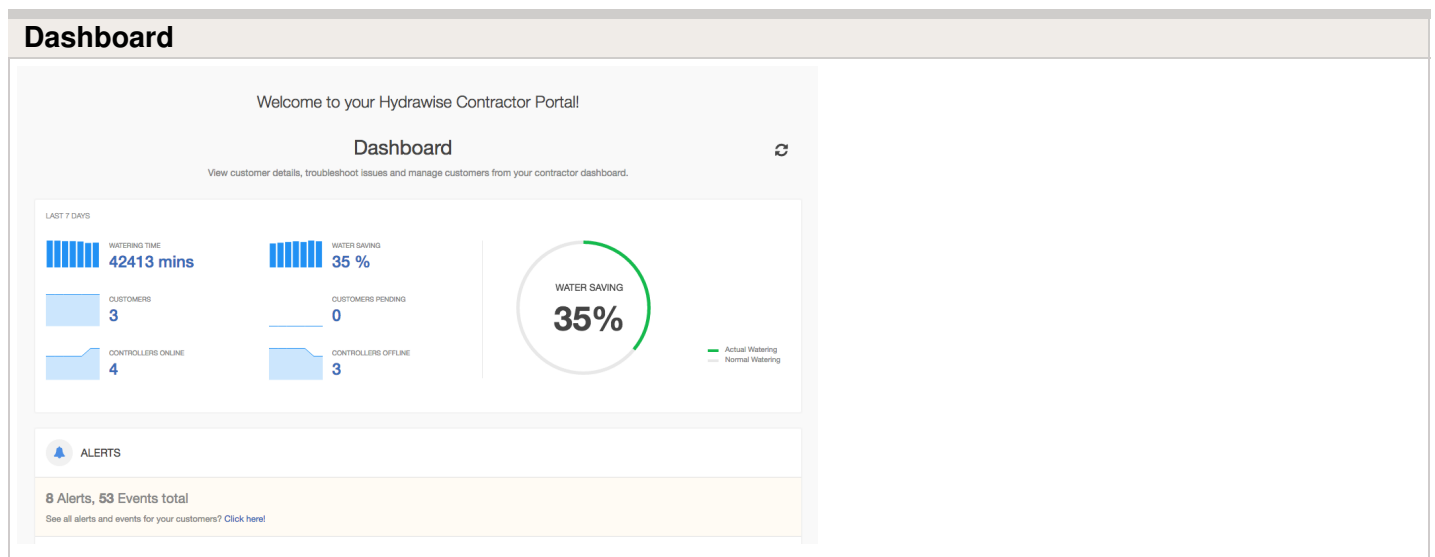 Dashboard
Welcome to your Hydrawise Contractor Portal!
Dashboard
View customer details, troubleshoot issues and manage customers from your contractor dashboard.
LAST 7 DAYS
WATERING TIME
42413 mins
WATER SAVING
35 %
CUSTOMERS
3
CUSTOMERS PENDING
0
CONTROLLERS ONLINE
4
CONTROLLERS OFFLINE
3
WATER SAVING
35%
Actual Watering
Normal Watering
ALERTS
8 Alerts, 53 Events total
See all alerts and events for your customers? Click here!